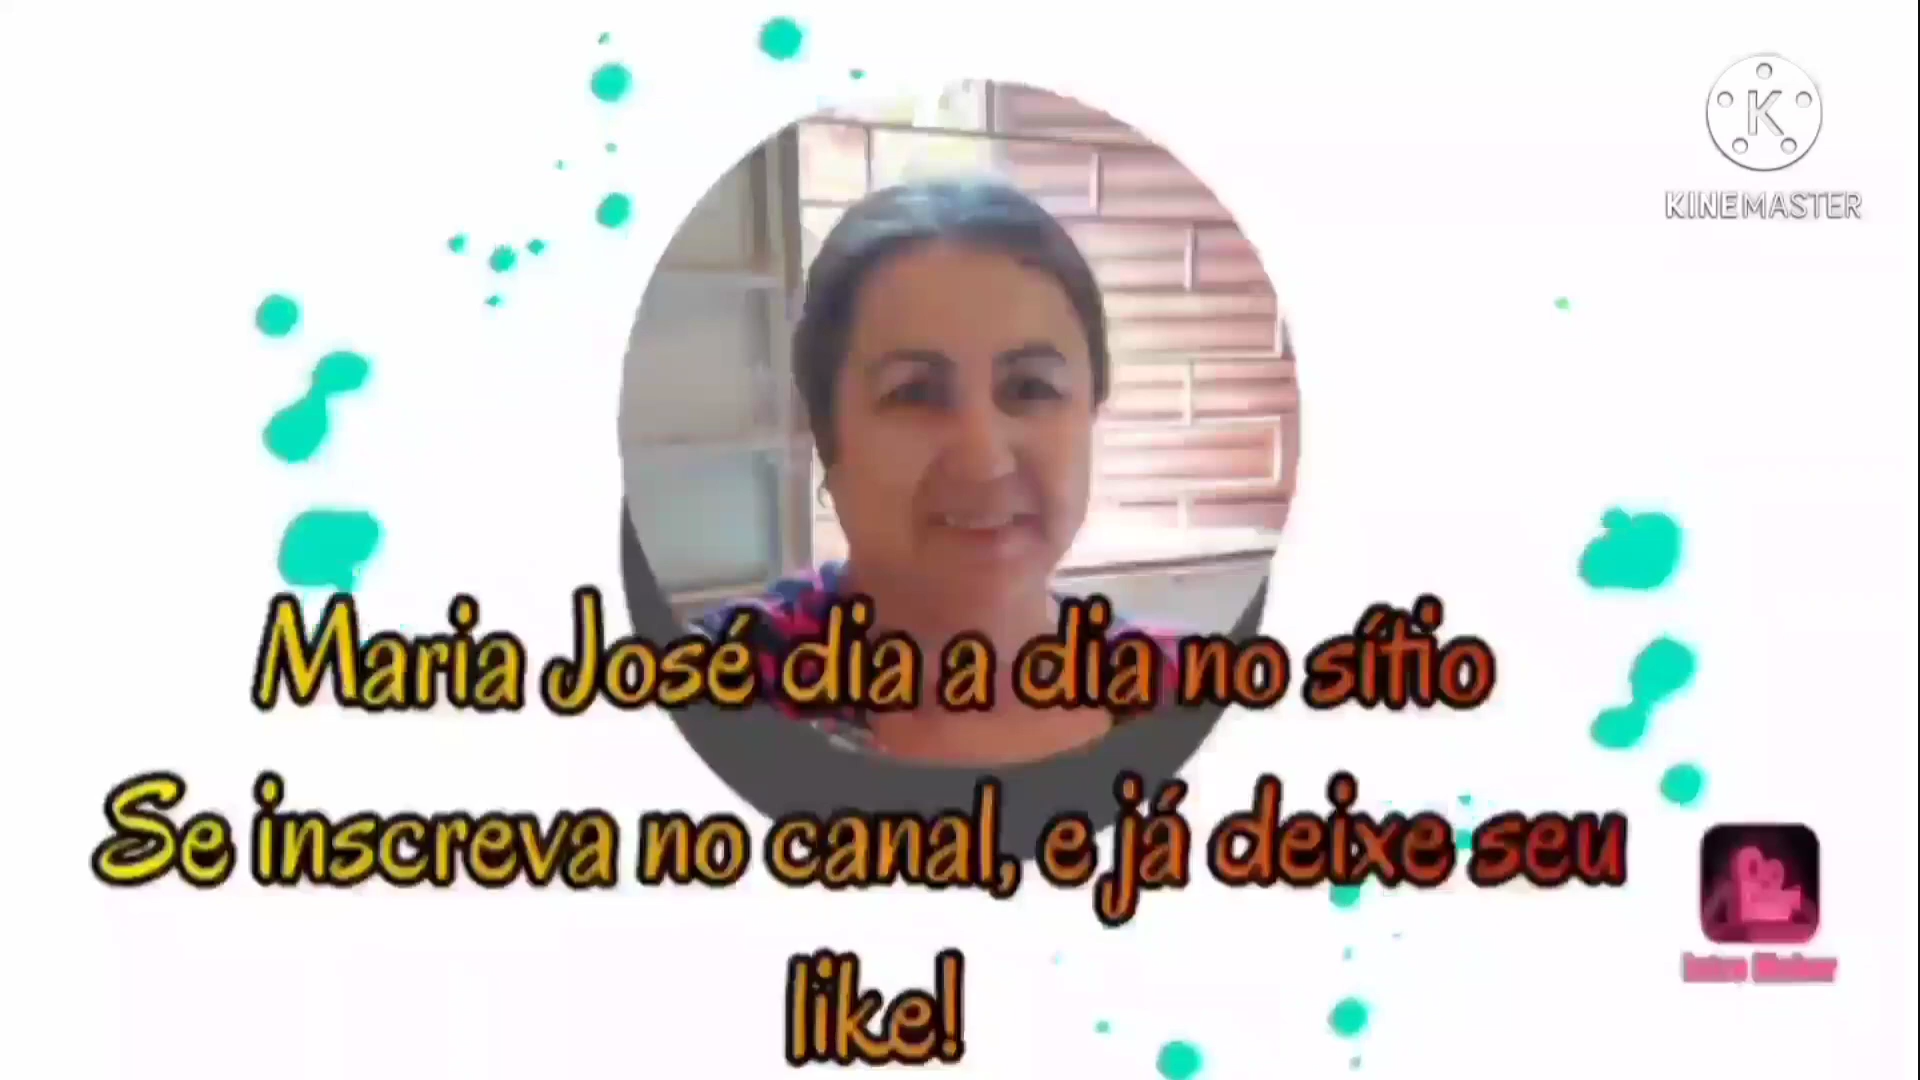 K
KINEMASTER
Maria José dia a dia no sítio
Se inscreva no canal, e já deixe seu
like!